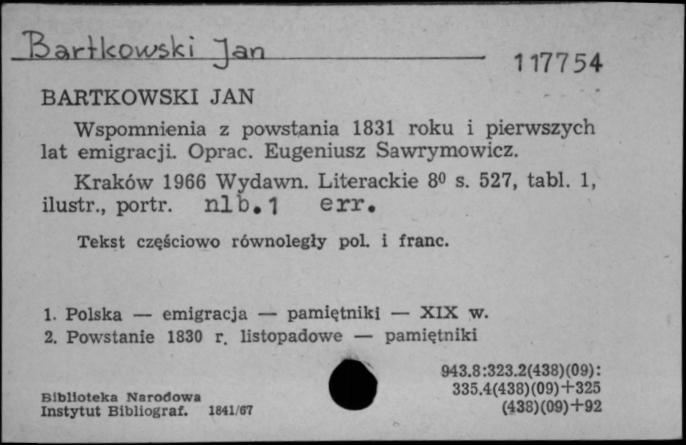 Bartkowski Jan
117754
BARTKOWSKI JAN
Wspomnienia z powstania 1831 roku i pierwszych
lat emigracji. Oprac. Eugeniusz Sawrymowicz.
Kraków 1966 Wydawn. Literackie 8⁰ s. 527, tabl. 1,
ilustr., portr. nlb.1 err.
Tekst częściowo równoległy pol. i franc.
1. Polska — emigracja — pamiętniki — XIX w.
2. Powstanie 1830 r. listopadowe — pamiętniki
943.8:323.2(438)(09):
335.4(438)(09)+325
(438)(09)+92
Biblioteka Narodowa
Instytut Bibliograf. 1841/67